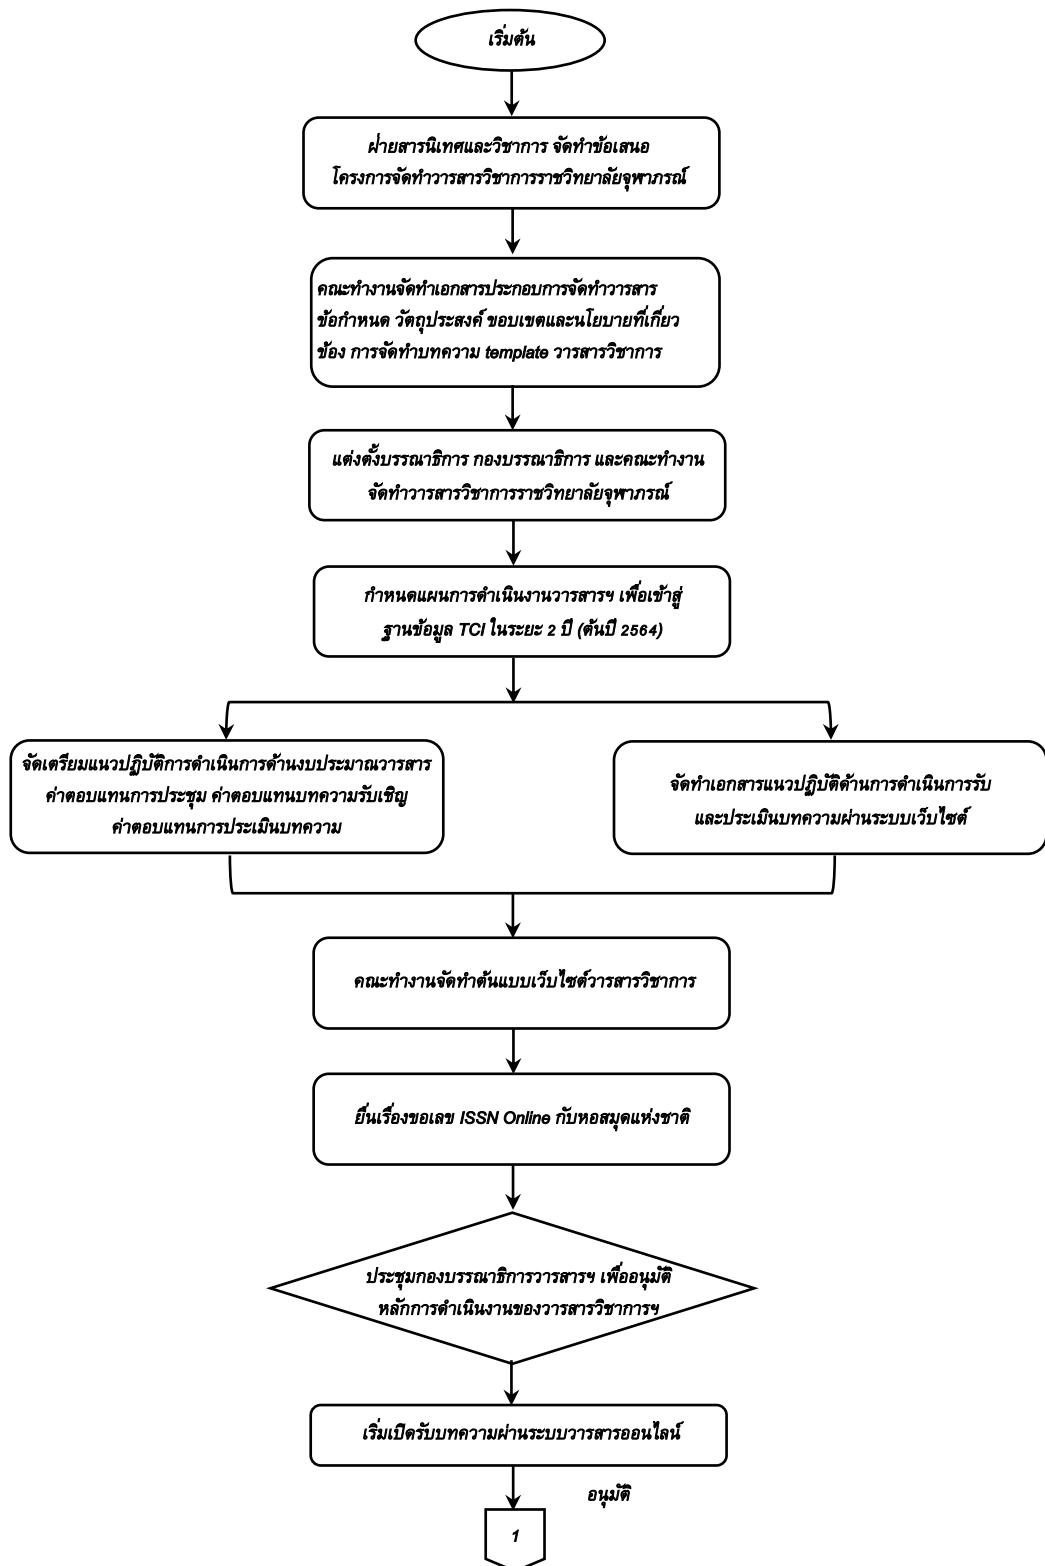 เริ่มต้น
ฝ่ายสารนิเทศและวิชาการ จัดทำข้อเสนอ
โครงการจัดทำวารสารวิชาการราชวิทยาลัยจุฬาภรณ์
คณะทำงานจัดทำเอกสารประกอบการจัดทำวารสาร
ข้อกำหนด วัตถุประสงค์ ขอบเขตและนโยบายที่เกี่ยว
ข้อง การจัดทำบทความ template วารสารวิชาการ
แต่งตั้งบรรณาธิการ กองบรรณาธิการ และคณะทำงาน
จัดทำวารสารวิชาการราชวิทยาลัยจุฬาภรณ์
กำหนดแผนการดำเนินงานวารสารฯ เพื่อเข้าสู่
ฐานข้อมูล TCI ในระยะ 2 ปี (ต้นปี 2564)
จัดเตรียมแนวปฏิบัติการดำเนินการด้านงบประมาณวารสาร
ค่าตอบแทนการประชุม ค่าตอบแทนบทความรับเชิญ
ค่าตอบแทนการประเมินบทความ
จัดทำเอกสารแนวปฏิบัติด้านการดำเนินการรับ
และประเมินบทความผ่านระบบเว็บไซต์
คณะทำงานจัดทำต้นแบบเว็บไซต์วารสารวิชาการ
ยื่นเรื่องขอเลข ISSN Online กับหอสมุดแห่งชาติ
ประชุมกองบรรณาธิการวารสารฯ เพื่ออนุมัติ
หลักการดำเนินงานของวารสารวิชาการฯ
เริ่มเปิดรับบทความผ่านระบบวารสารออนไลน์
อนุมัติ
1